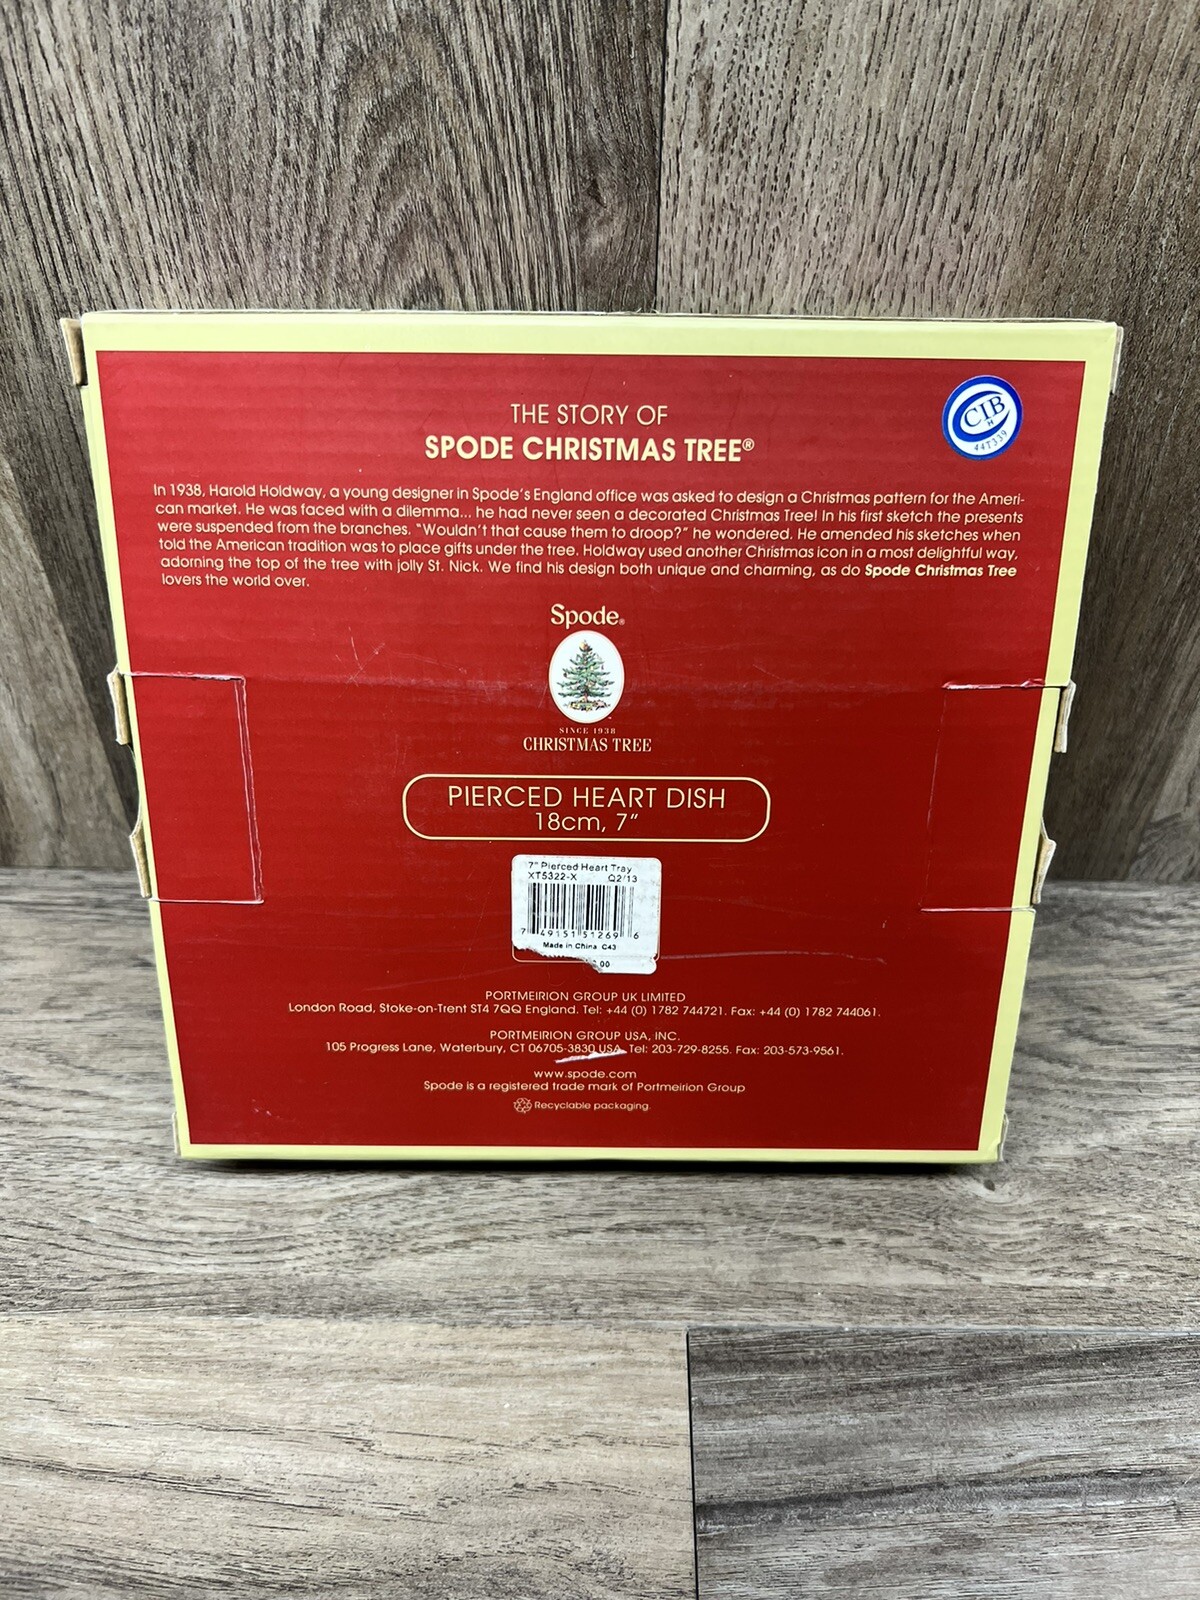 THE STORY OF
SPODE CHRISTMAS TREE®
CIB
H
447339
In 1938, Harold Holdway, a young designer in Spode's England office was asked to design a Christmas pattern for the Ameri-
can market. He was faced with a dilemma... he had never seen a decorated Christmas Tree! In his first sketch the presents
were suspended from the branches. "Wouldn't that cause them to droop?" he wondered. He amended his sketches when
told the American tradition was to place gifts under the tree. Holdway used another Christmas icon in a most delightful way,
adorning the top of the tree with jolly St. Nick. We find his design both unique and charming, as do Spode Christmas Tree
lovers the world over.
Spode®
SINCE 1938
CHRISTMAS TREE
PIERCED HEART DISH
18cm, 7"
7" Pierced Heart Tray
XT5322-X Q2/13
7 49151 51269 6
Made in China C43
.00
PORTMEIRION GROUP UK LIMITED
London Road, Stoke-on-Trent ST4 7QQ England. Tel: +44 (0) 1782 744721. Fax: +44 (0) 1782 744061.
PORTMEIRION GROUP USA, INC.
105 Progress Lane, Waterbury, CT 06705-3830 USA. Tel: 203-729-8255. Fax: 203-573-9561.
www.spode.com
Spode is a registered trade mark of Portmeirion Group
Recyclable packaging.